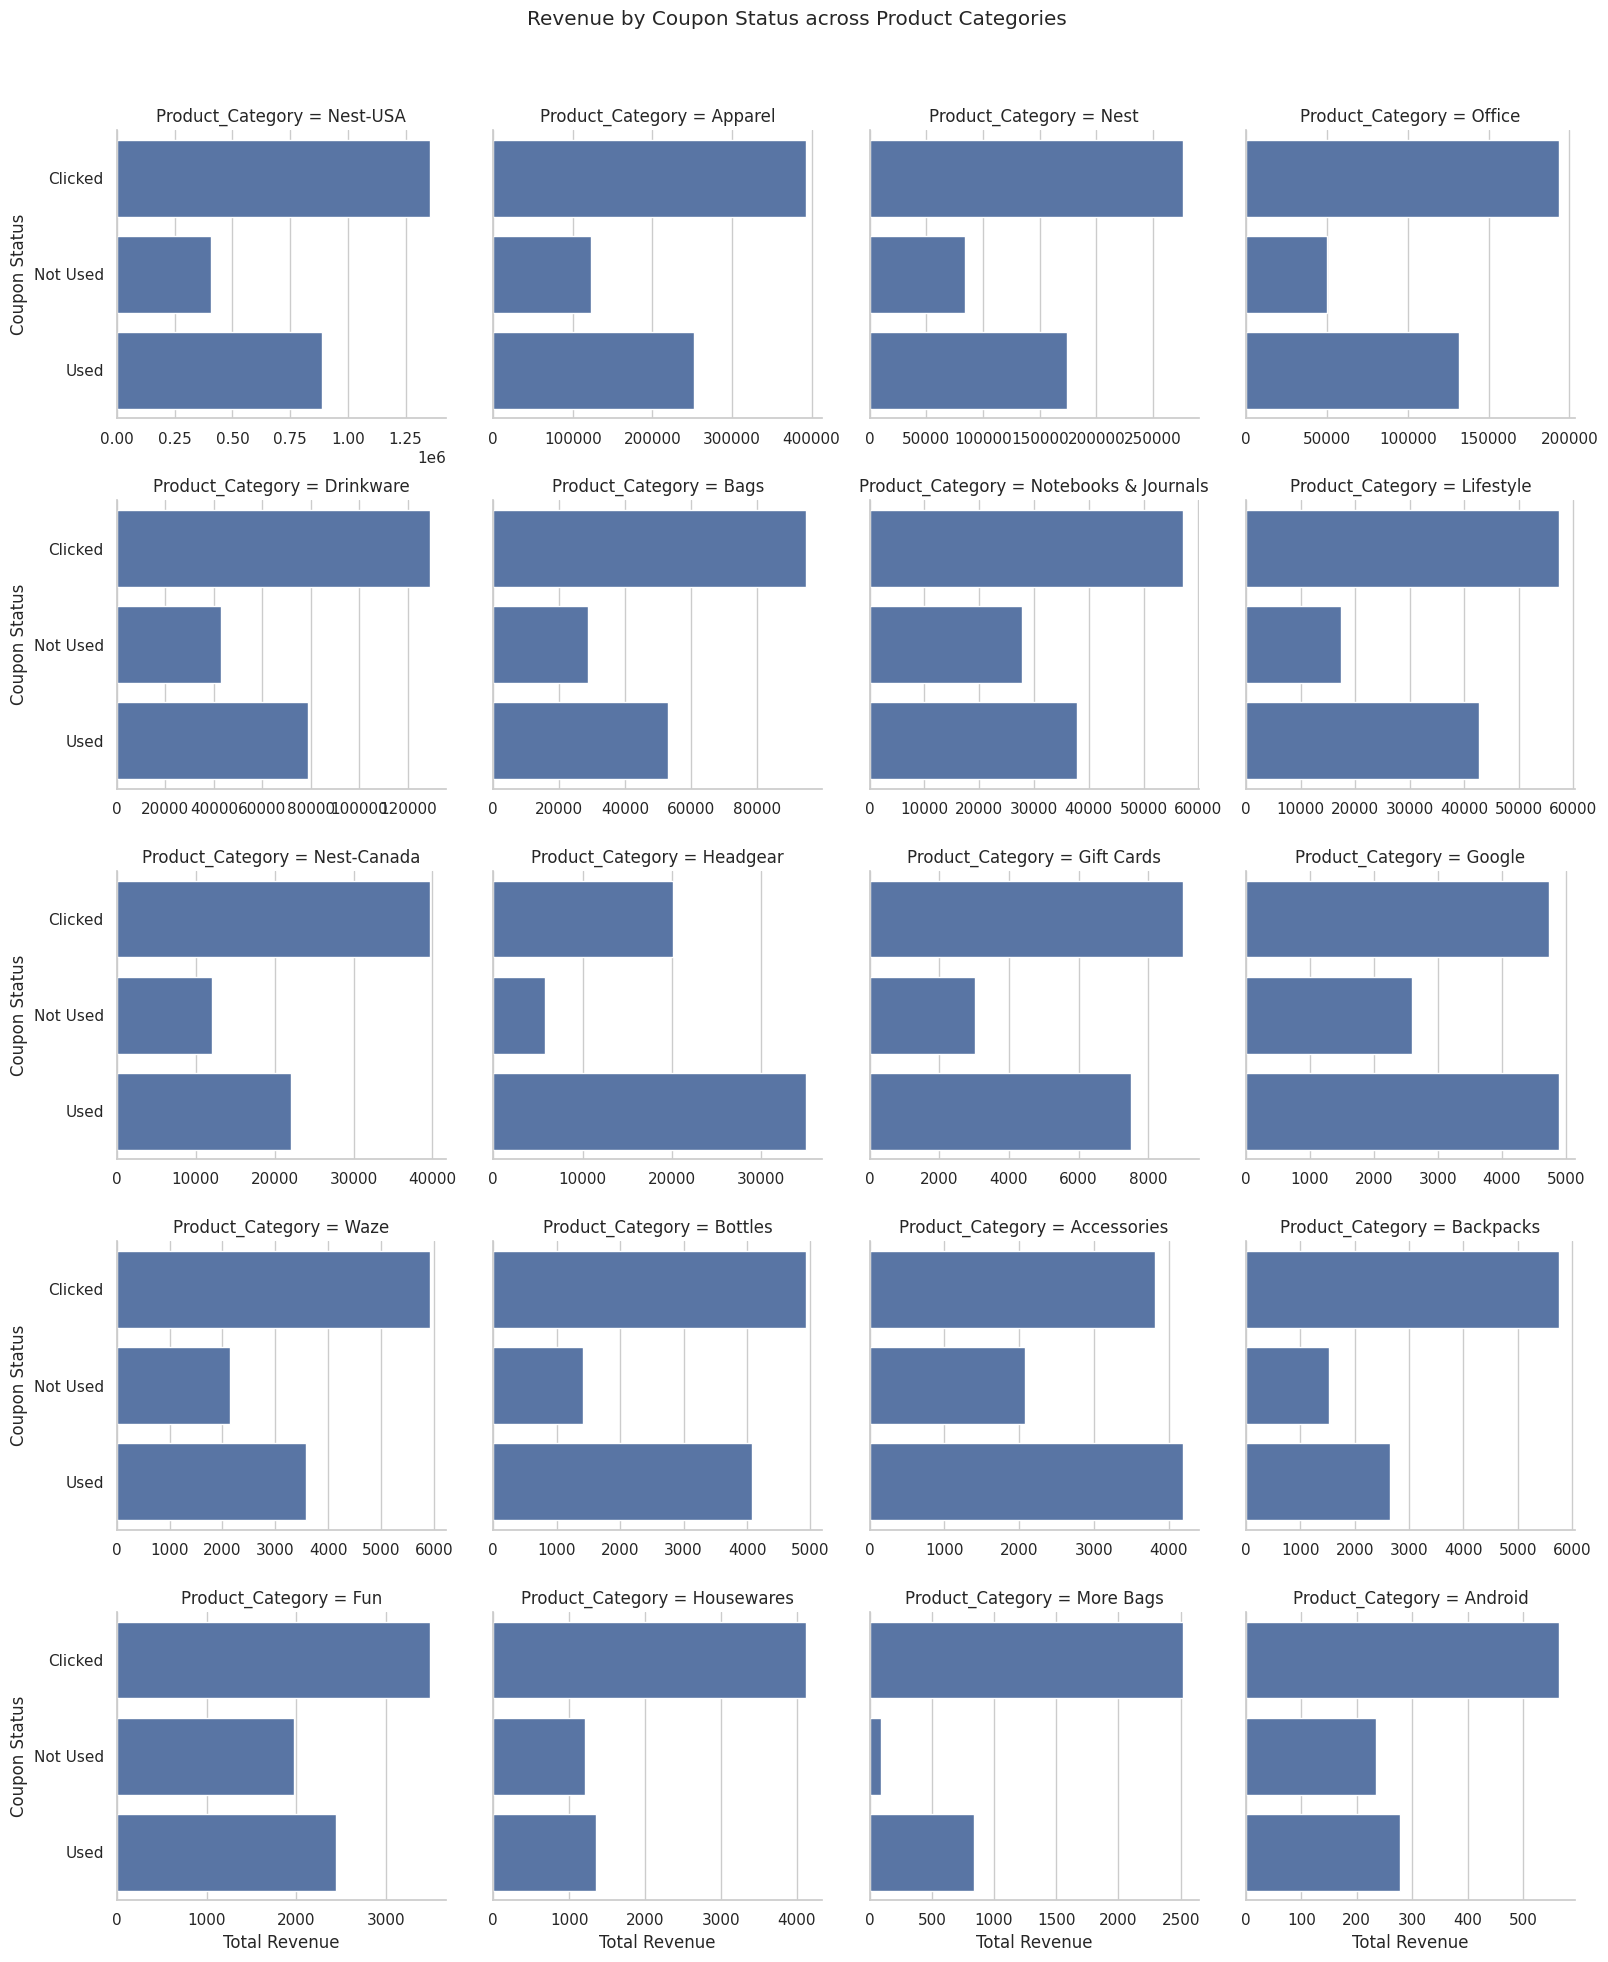 Revenue by Coupon Status across Product Categories
Product_Category = Nest-USA
Product_Category = Apparel
Product_Category = Nest
Product_Category = Office
Coupon Status
Clicked
Not Used
Used
0.00 0.25 0.50 0.75 1.00 1.25
1e6
0 100000 200000 300000 400000
0 50000 100000 150000 200000 250000
0 50000 100000 150000 200000
Product_Category = Drinkware
Product_Category = Bags
Product_Category = Notebooks & Journals
Product_Category = Lifestyle
Coupon Status
Clicked
Not Used
Used
0 20000 40000 60000 80000 100000 120000
0 20000 40000 60000 80000
0 10000 20000 30000 40000 50000 60000
0 10000 20000 30000 40000 50000 60000
Product_Category = Nest-Canada
Product_Category = Headgear
Product_Category = Gift Cards
Product_Category = Google
Coupon Status
Clicked
Not Used
Used
0 10000 20000 30000 40000
0 10000 20000 30000
0 2000 4000 6000 8000
0 1000 2000 3000 4000 5000
Product_Category = Waze
Product_Category = Bottles
Product_Category = Accessories
Product_Category = Backpacks
Coupon Status
Clicked
Not Used
Used
0 1000 2000 3000 4000 5000 6000
0 1000 2000 3000 4000 5000
0 1000 2000 3000 4000
0 1000 2000 3000 4000 5000 6000
Product_Category = Fun
Product_Category = Housewares
Product_Category = More Bags
Product_Category = Android
Coupon Status
Clicked
Not Used
Used
0 1000 2000 3000
0 1000 2000 3000 4000
0 500 1000 1500 2000 2500
0 100 200 300 400 500
Total Revenue
Total Revenue
Total Revenue
Total Revenue